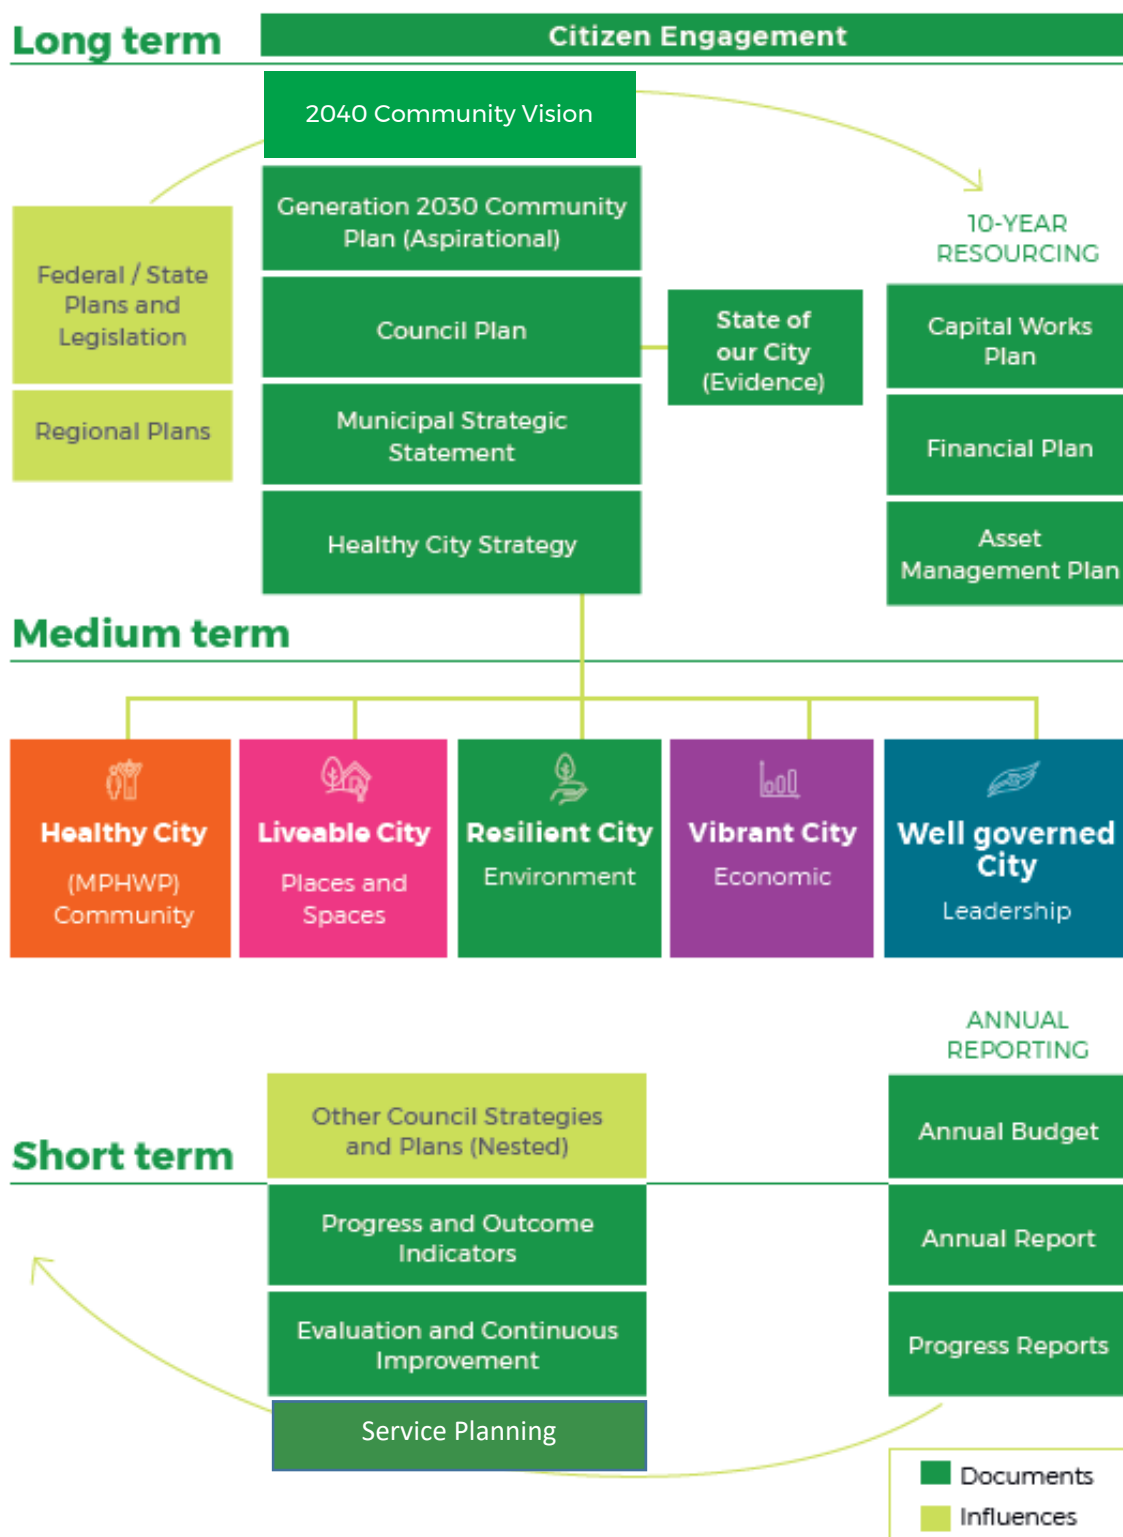 Long term
Citizen Engagement
2040 Community Vision
Generation 2030 Community
Plan (Aspirational)
Federal / State
Plans and
Legislation
Regional Plans
Council Plan
Municipal Strategic
Statement
Healthy City Strategy
State of
our City
(Evidence)
10-YEAR
RESOURCING
Capital Works
Plan
Financial Plan
Asset
Management Plan
Medium term
Healthy City
(MPHWP)
Community
Liveable City
Places and
Spaces
Resilient City
Environment
Vibrant City
Economic
Well governed
City
Leadership
Short term
Other Council Strategies
and Plans (Nested)
Progress and Outcome
Indicators
Evaluation and Continuous
Improvement
Service Planning
ANNUAL
REPORTING
Annual Budget
Annual Report
Progress Reports
Documents
Influences